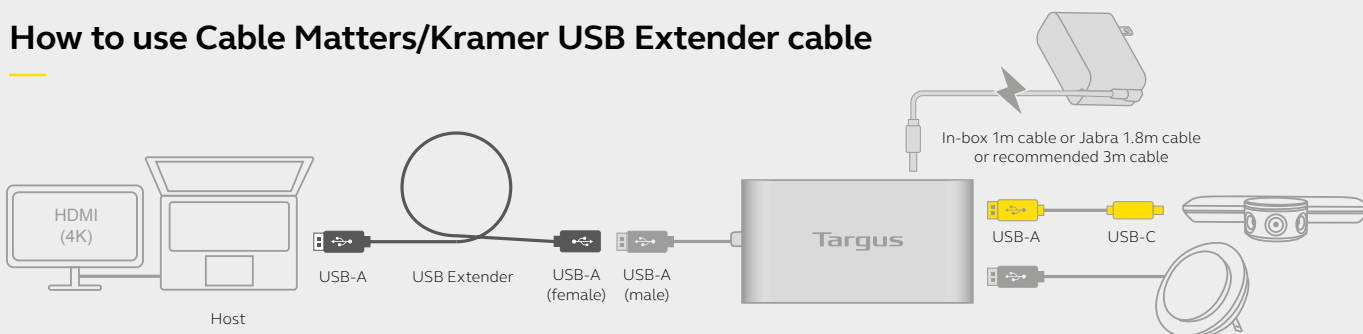 How to use Cable Matters/Kramer USB Extender cable
In-box 1m cable or Jabra 1.8m cable
or recommended 3m cable
HDMI
(4K)
Targus
USB-A
USB-C
USB-A
USB Extender
USB-A
(female)
USB-A
(male)
Host